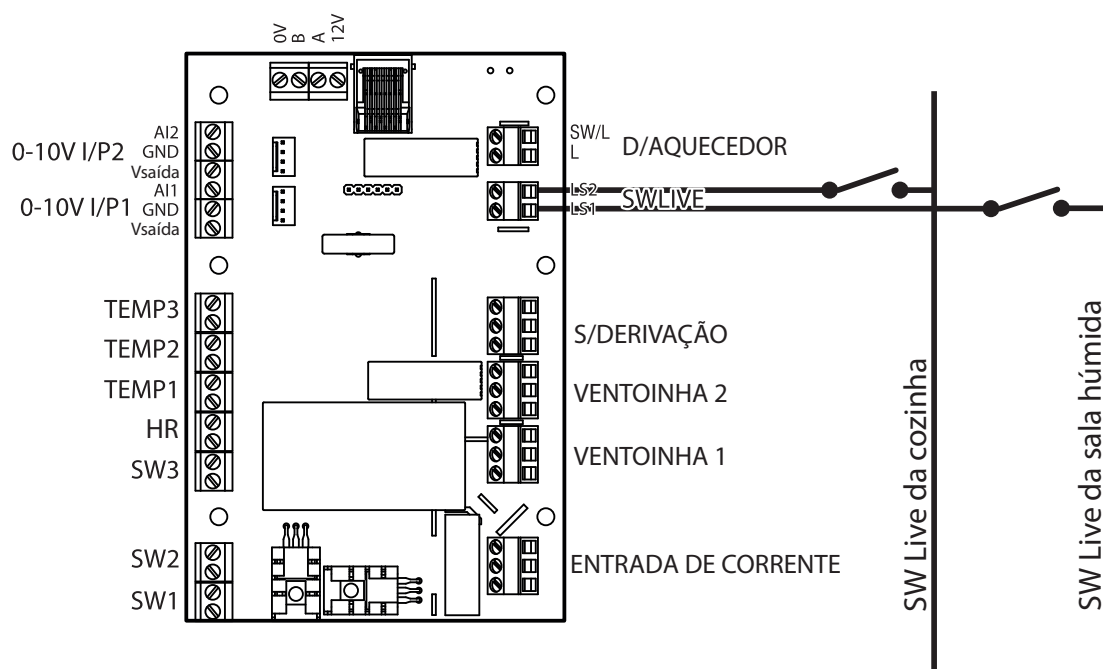 0V
B
A
12V
AI2
0-10V I/P2
GND
Vsaída
AI1
0-10V I/P1
GND
Vsaída
TEMP3
TEMP2
TEMP1
HR
SW3
SW2
SW1
SW/L
L
D/AQUECEDOR
LS2
LS1
SWLIVE
S/DERIVAÇÃO
VENTOINHA 2
VENTOINHA 1
ENTRADA DE CORRENTE
SW Live da cozinha
SW Live da sala húmida